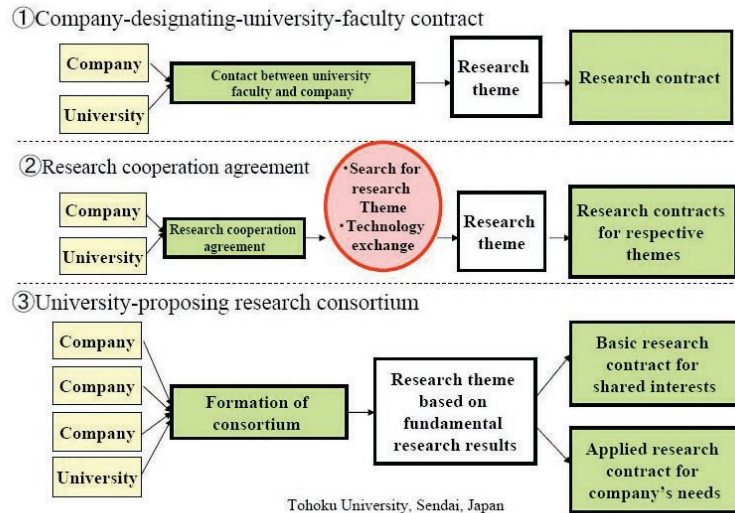 ①Company-designating-university-faculty contract
Company
University
Contact between university
faculty and company
Research
theme
Research contract
②Research cooperation agreement
Company
University
Research cooperation
agreement
・Search for
research
Theme
・Technology
exchange
Research
theme
Research contracts
for respective
themes
③University-proposing research consortium
Company
Company
Company
University
Formation of
consortium
Research theme
based on
fundamental
research results
Basic research
contract for
shared interests
Applied research
contract for
company's needs
Tohoku University, Sendai, Japan